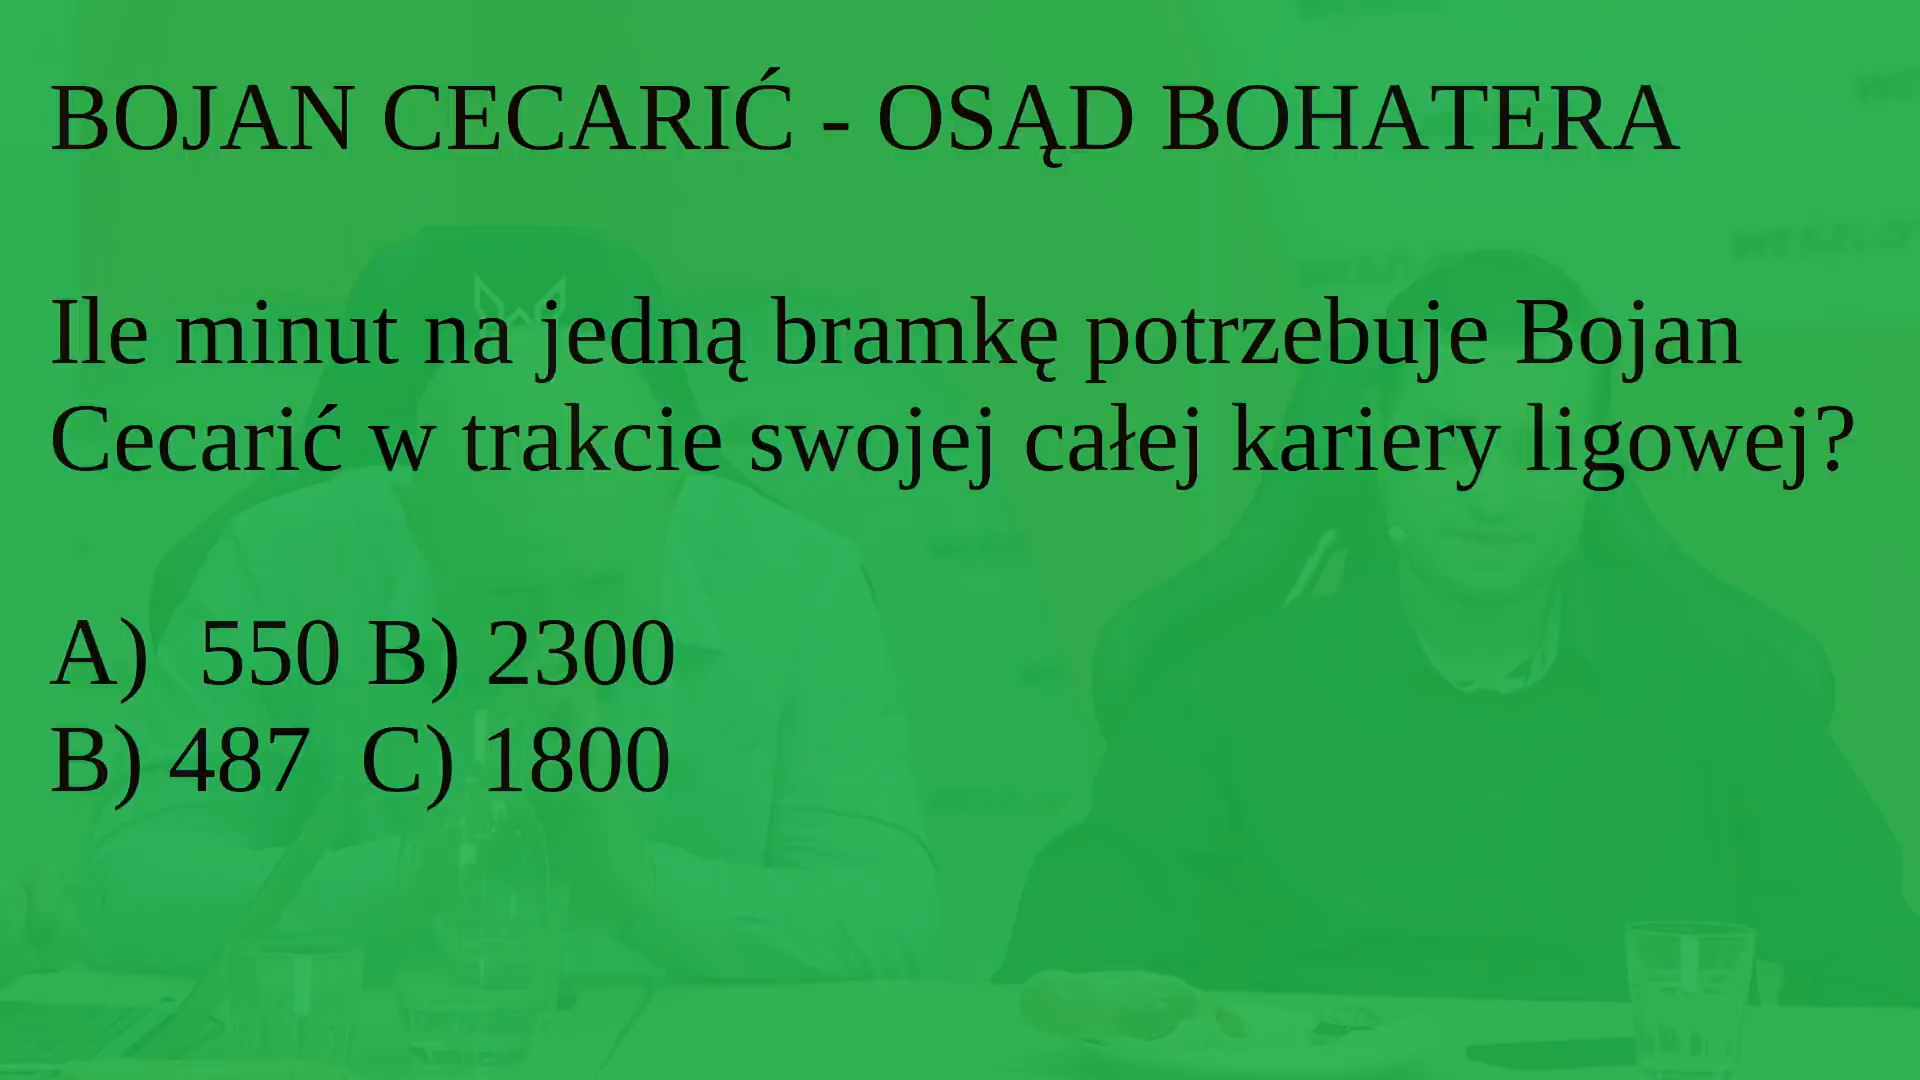 BOJAN CECARIĆ - OSĄD BOHATERA
Ile minut na jedną bramkę potrzebuje Bojan
Cecarić w trakcie swojej całej kariery ligowej?
A) 550 B) 2300
B) 487 C) 1800